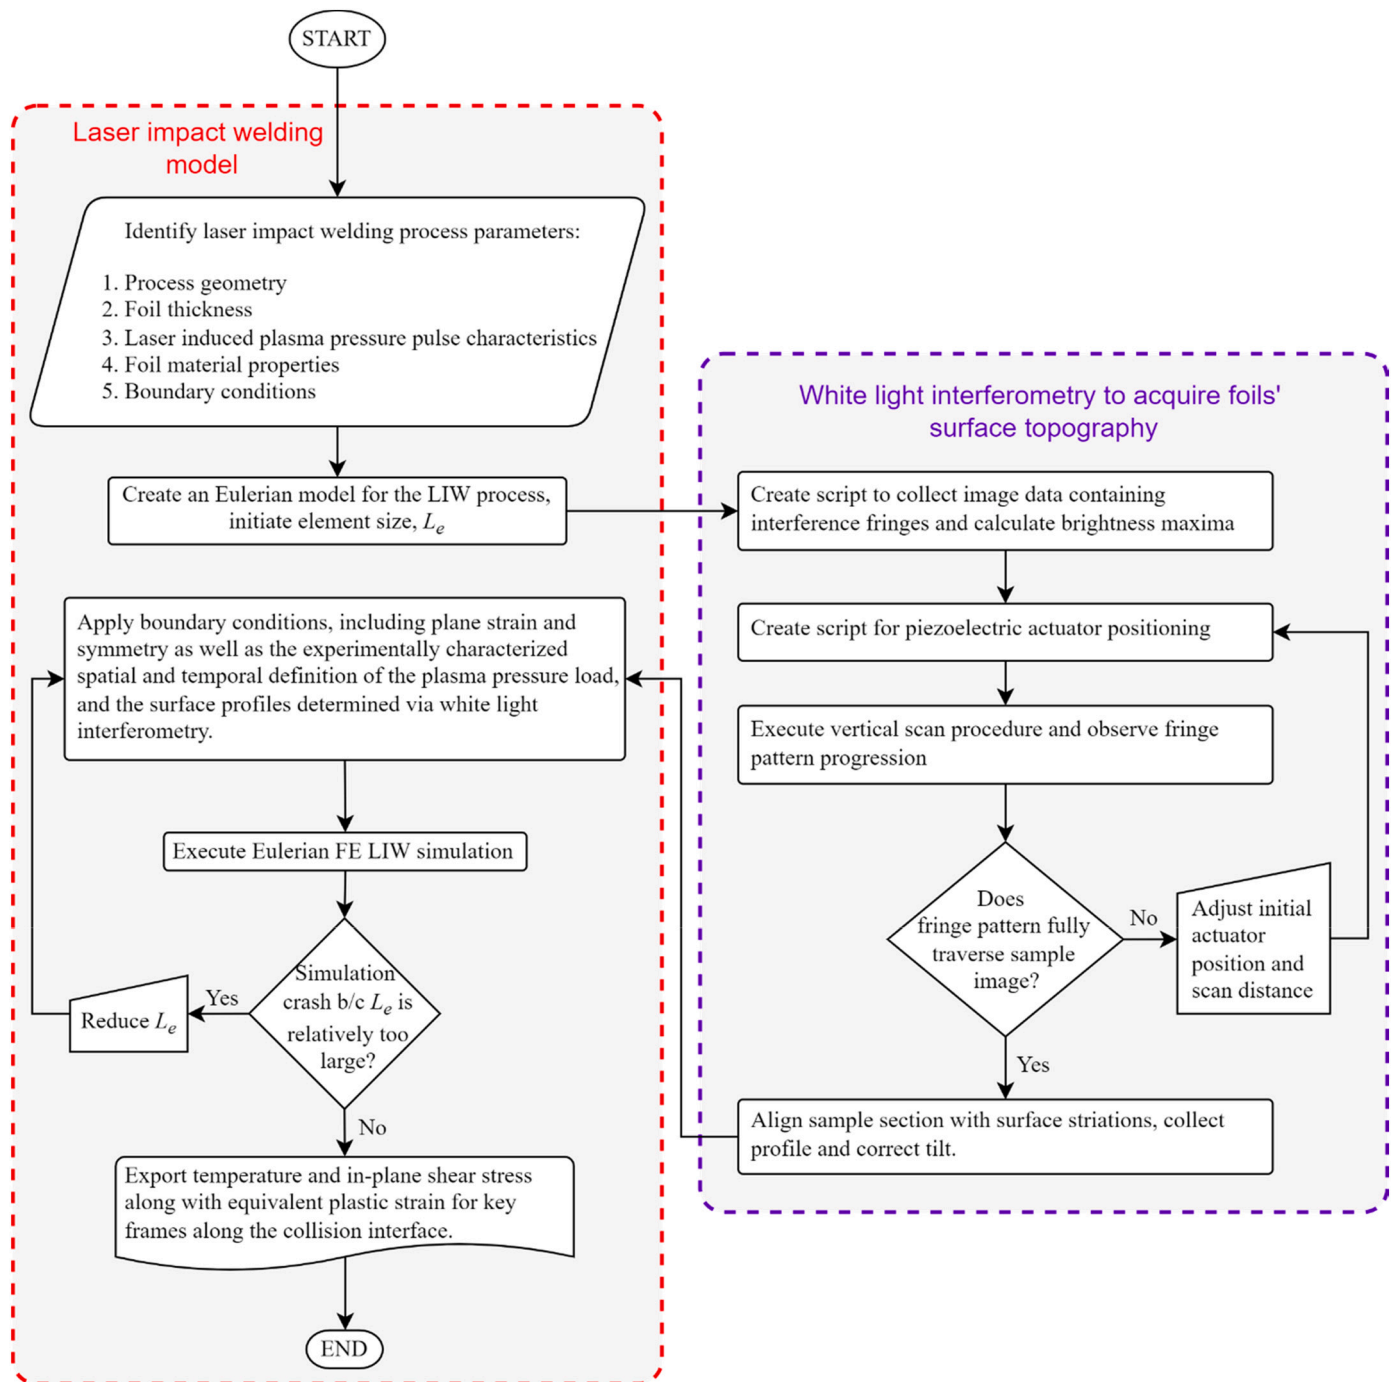 START
Laser impact welding
model
Identify laser impact welding process parameters:
1. Process geometry
2. Foil thickness
3. Laser induced plasma pressure pulse characteristics
4. Foil material properties
5. Boundary conditions
Create an Eulerian model for the LIW process,
initiate element size, Lₑ
White light interferometry to acquire foils'
surface topography
Create script to collect image data containing
interference fringes and calculate brightness maxima
Create script for piezoelectric actuator positioning
Execute vertical scan procedure and observe fringe
pattern progression
Does
fringe pattern fully
traverse sample
image?
No
Adjust initial
actuator
position and
scan distance
Yes
Align sample section with surface striations, collect
profile and correct tilt.
Apply boundary conditions, including plane strain and
symmetry as well as the experimentally characterized
spatial and temporal definition of the plasma pressure load,
and the surface profiles determined via white light
interferometry.
Execute Eulerian FE LIW simulation
Simulation
crash b/c Lₑ is
relatively too
large?
Yes
Reduce Lₑ
No
Export temperature and in-plane shear stress
along with equivalent plastic strain for key
frames along the collision interface.
END